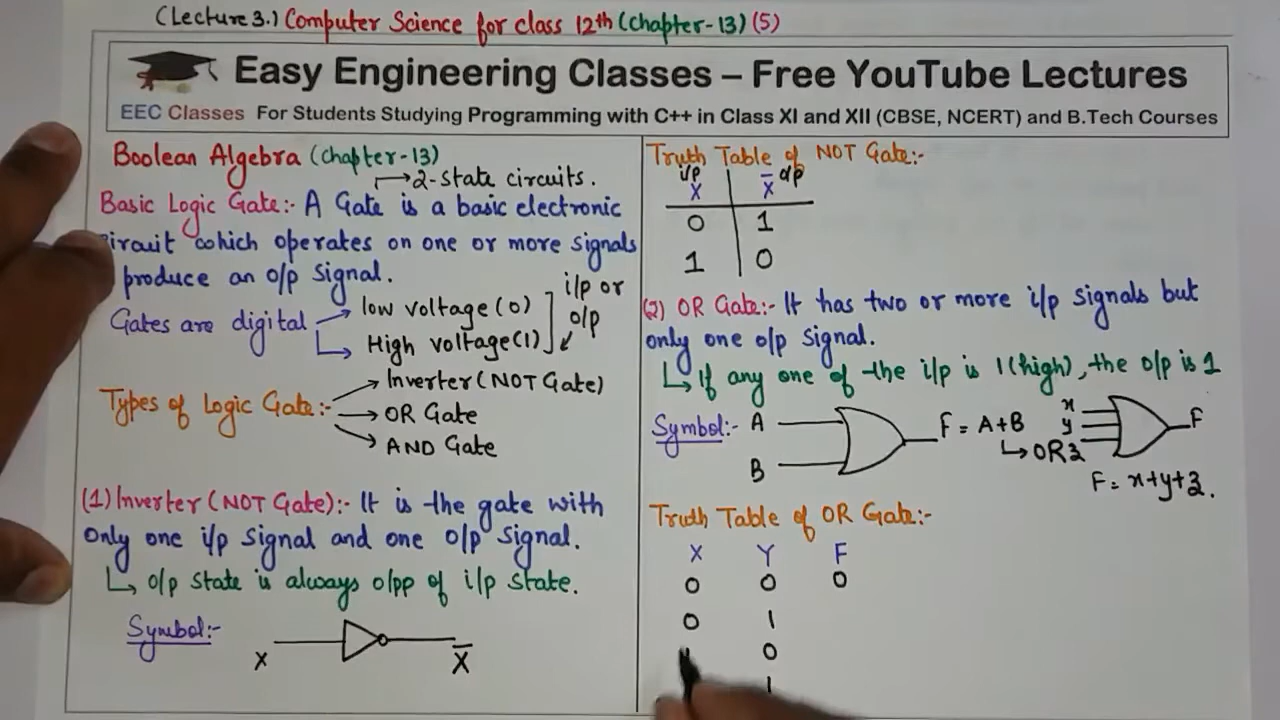 (Lecture 3.) Computer Science for class 12th (chapter-13) (5)
Easy Engineering Classes – Free YouTube Lectures
EEC Classes For Students Studying Programming with C++ in Class XI and XII (CBSE, NCERT) and B.Tech Courses
Boolean Algebra (chapter-13)
→2-state circuits.
Basic Logic Gate:- A Gate is a basic electronic
circuit which operates on one or more signals
produce an o/p signal.
Gates are digital
low voltage (0)
High voltage (1)
i/p or
o/p
Types of Logic Gate:-
→ Inverter (NOT Gate)
→ OR Gate
→ AND Gate
(1) Inverter (NOT Gate):- It is the gate with
only one i/p signal and one o/p signal.
↳ o/p state is always opp of i/p state.
Symbol:-
X X̅
Truth Table of NOT Gate:-
i/p o/p
X X̅
0 1
1 0
(2) OR Gate:- It has two or more i/p signals but
only one o/p signal.
↳ If any one of the i/p is 1 (high), the o/p is 1
Symbol:- A
B
F = A+B
↳ OR
x
y
z
F
F = x+y+z.
Truth Table of OR Gate:-
X Y F
0 0 0
0 1
0
1